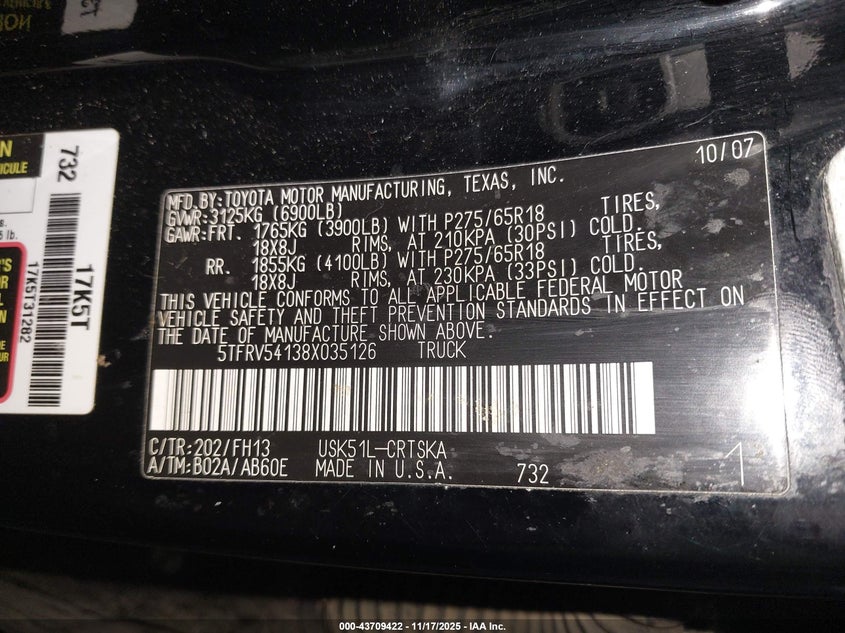 10/07
MFD.BY:TOYOTA MOTOR MANUFACTURING, TEXAS, INC.
GVWR:3125KG (6900LB)
GAWR:FRT. 1765KG (3900LB) WITH P275/65R18 TIRES,
18X8J RIMS, AT 210KPA (30PSI) COLD.
RR. 1855KG (4100LB) WITH P275/65R18 TIRES,
18X8J RIMS, AT 230KPA (33PSI) COLD.
THIS VEHICLE CONFORMS TO ALL APPLICABLE FEDERAL MOTOR
VEHICLE SAFETY AND THEFT PREVENTION STANDARDS IN EFFECT ON
THE DATE OF MANUFACTURE SHOWN ABOVE.
5TFRV54138X035126 TRUCK
C/TR:202/FH13 USK51L-CRTSKA
A/TM:B02A/AB60E MADE IN U.S.A. 732 1
732
17K5T
17K5T31282
000-43709422 - 11/17/2025 - IAA Inc.